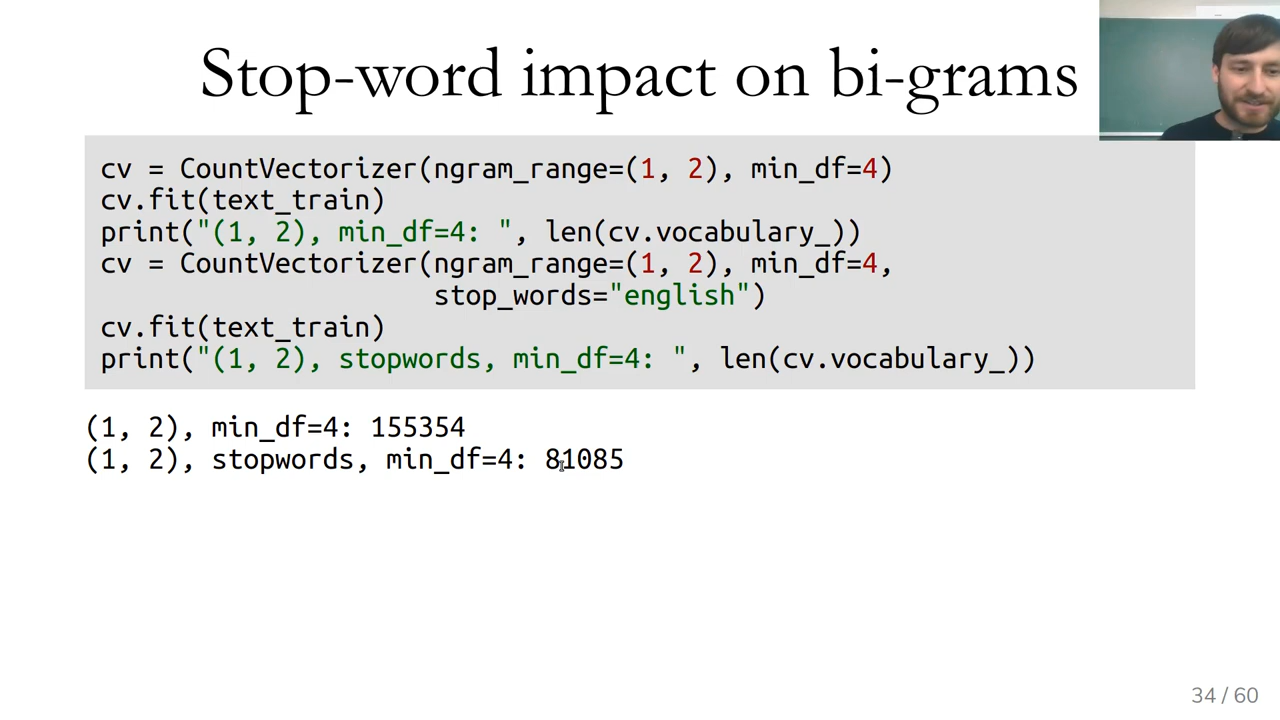 Stop-word impact on bi-grams
cv = CountVectorizer(ngram_range=(1, 2), min_df=4)
cv.fit(text_train)
print("(1, 2), min_df=4: ", len(cv.vocabulary_))
cv = CountVectorizer(ngram_range=(1, 2), min_df=4,
stop_words="english")
cv.fit(text_train)
print("(1, 2), stopwords, min_df=4: ", len(cv.vocabulary_))
(1, 2), min_df=4: 155354
(1, 2), stopwords, min_df=4: 81085
34 / 60